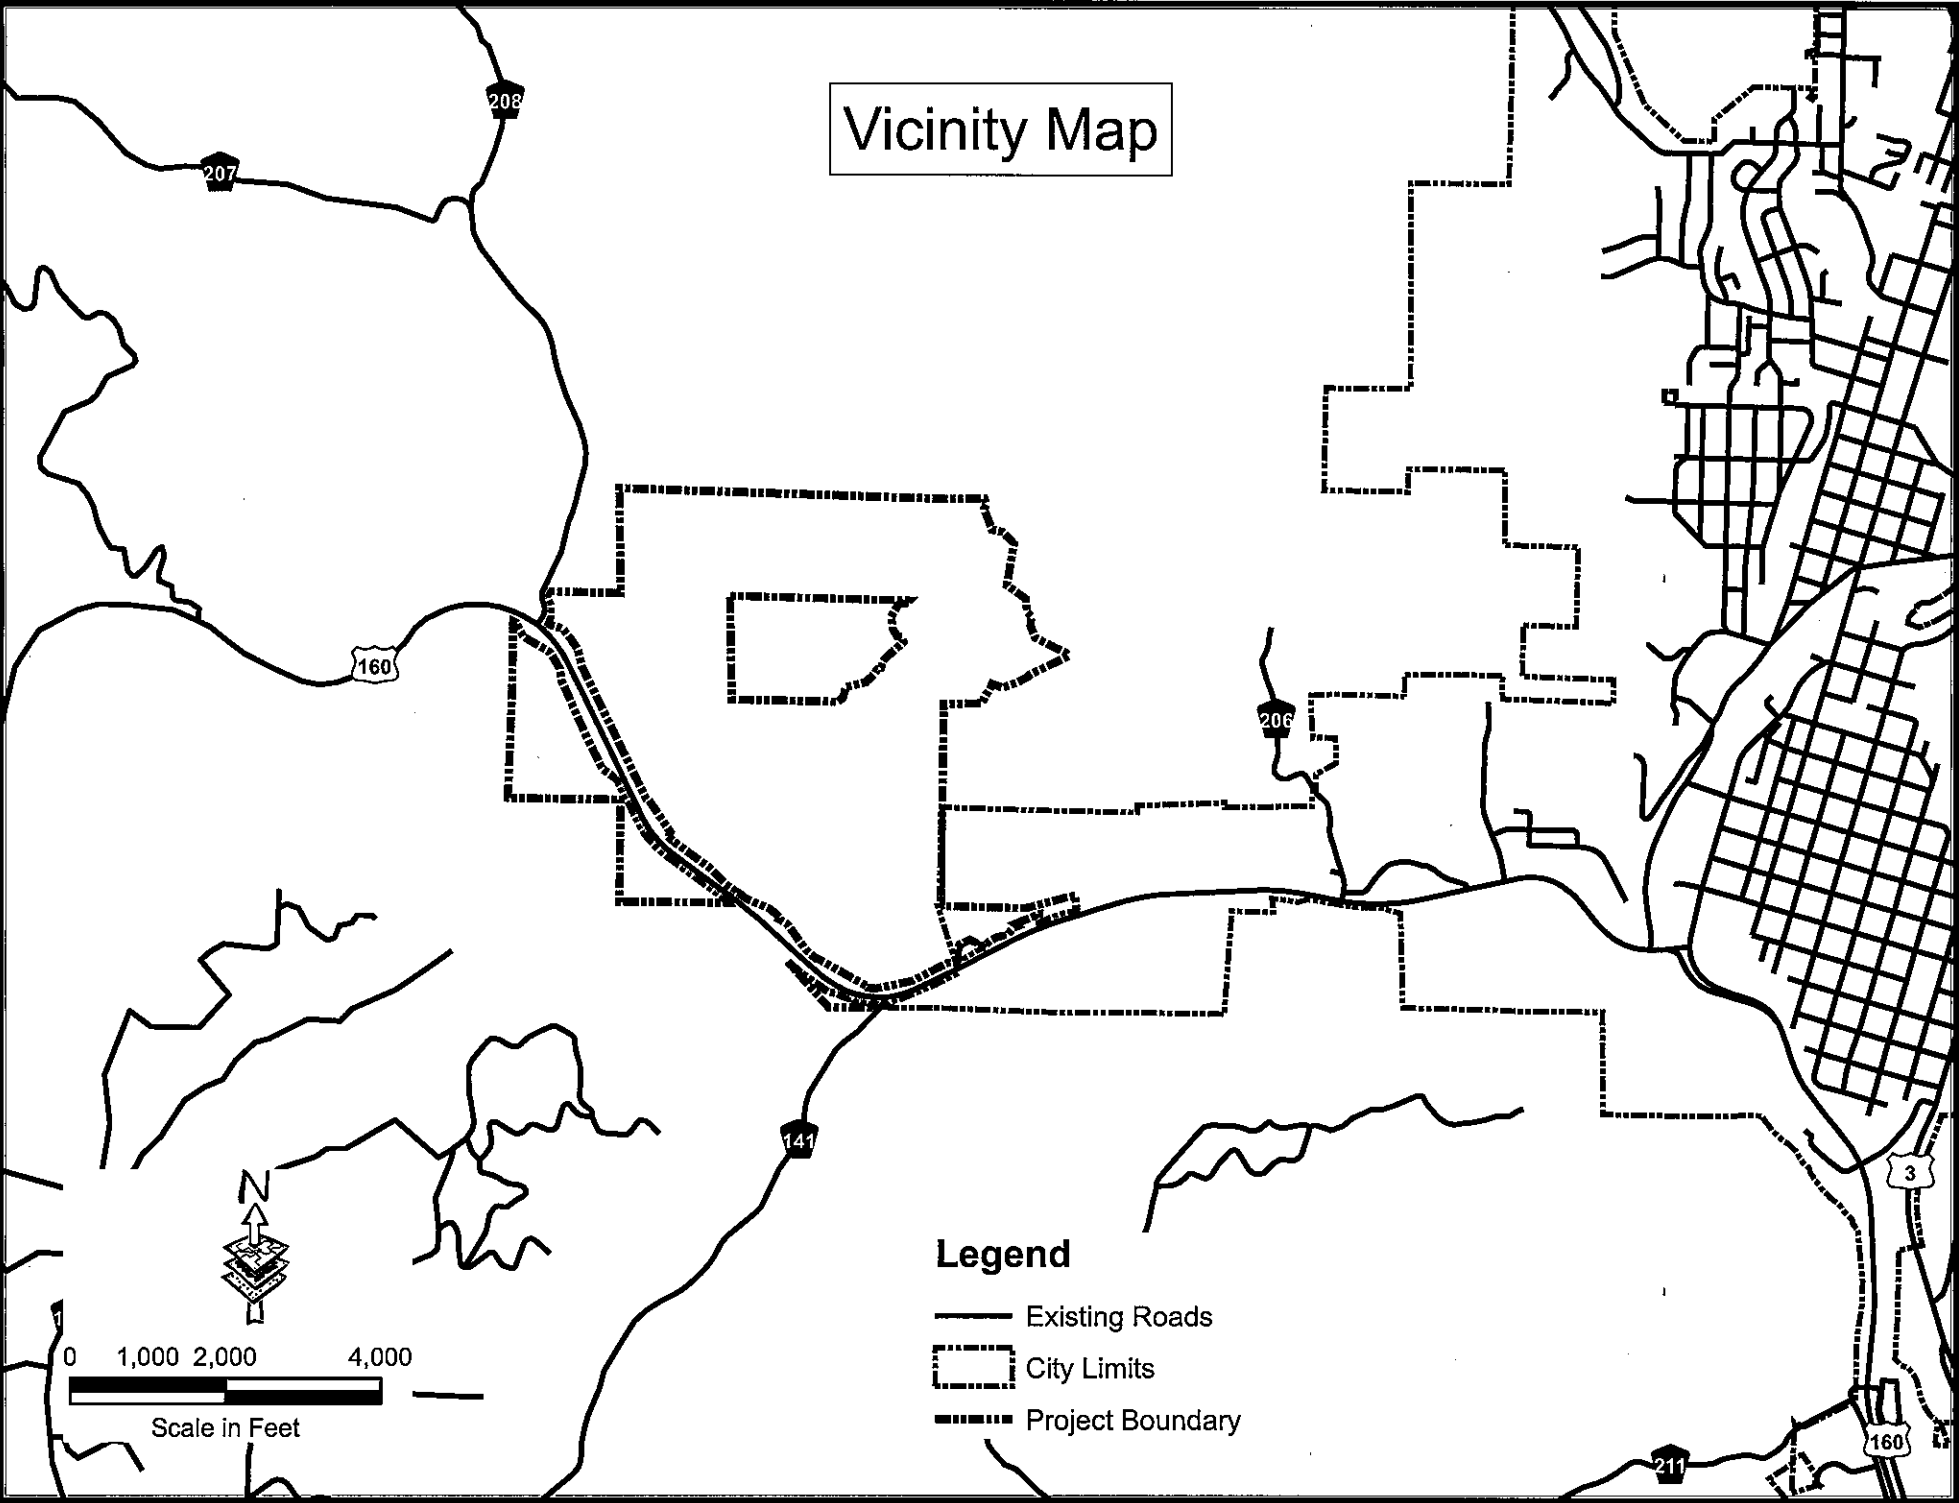 Vicinity Map
208
207
160
206
141
3
160
211
N
0 1,000 2,000 4,000
Scale in Feet
Legend
Existing Roads
City Limits
Project Boundary